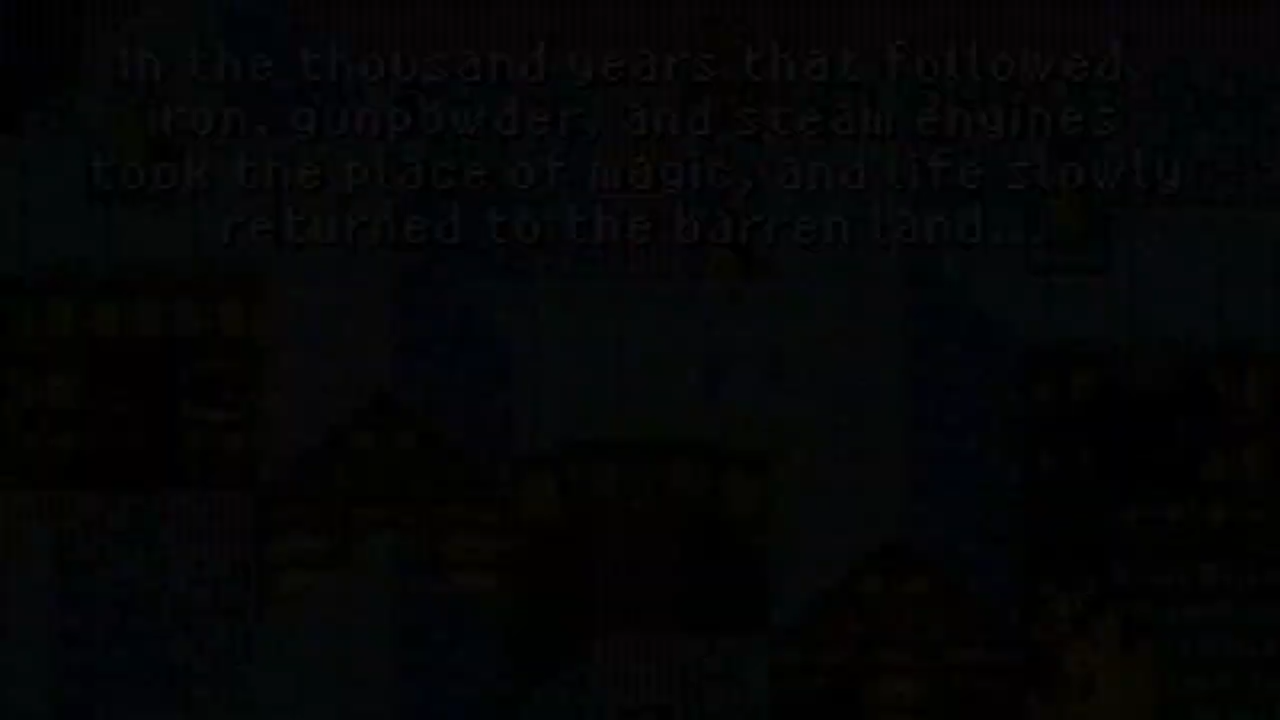 In the thousand years that followed,
iron, gunpowder, and steam engines
took the place of magic, and life slowly
returned to the barren land...